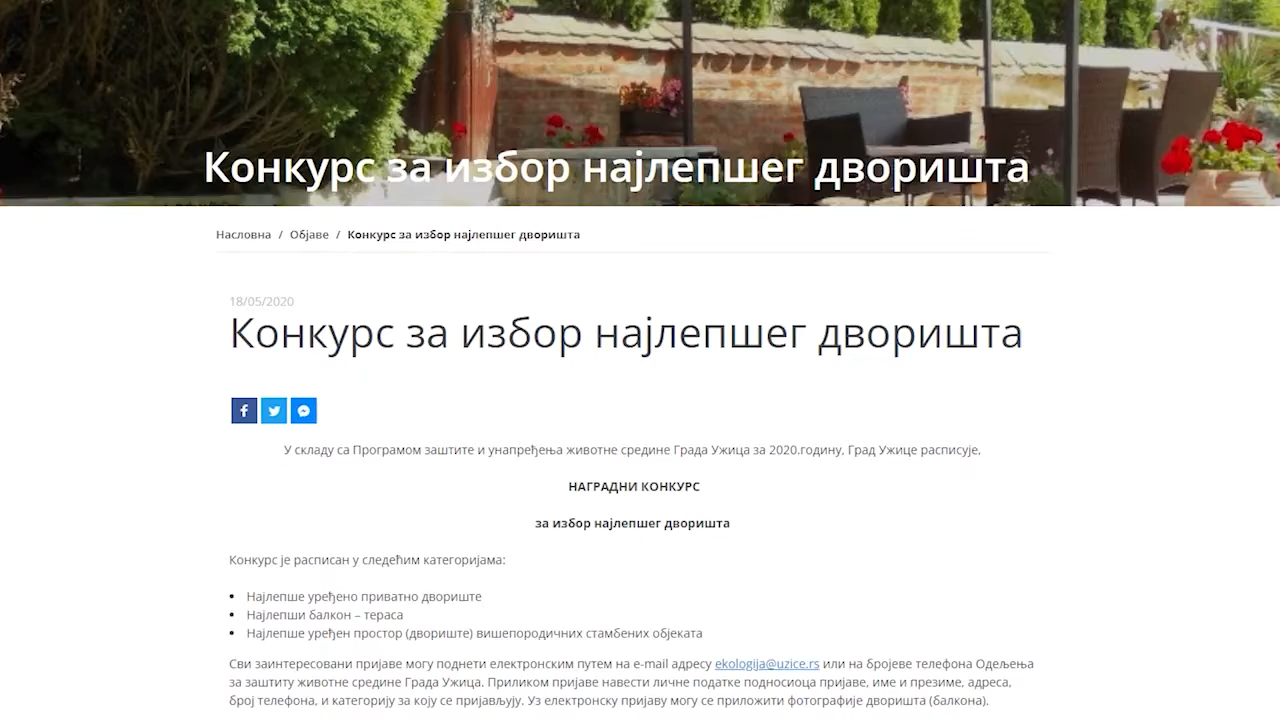 Конкурс за избор најлепшег дворишта
Насловна / Објаве / Конкурс за избор најлепшег дворишта
18/05/2020
Конкурс за избор најлепшег дворишта
У складу са Програмом заштите и унапређења животне средине Града Ужица за 2020.годину, Град Ужице расписује,
НАГРАДНИ КОНКУРС
за избор најлепшег дворишта
Конкурс је расписан у следећим категоријама:
• Најлепше уређено приватно двориште
• Најлепши балкон – тераса
• Најлепше уређен простор (двориште) вишепородичних стамбених објеката
Сви заинтересовани пријаве могу поднети електронским путем на e-mail адресу ekologija@uzice.rs или на бројеве телефона Одељења
за заштиту животне средине Града Ужица. Приликом пријаве навести личне податке подносиоца пријаве, име и презиме, адреса,
број телефона, и категорију за коју се пријављују. Уз електронску пријаву могу се приложити фотографије дворишта (балкона).